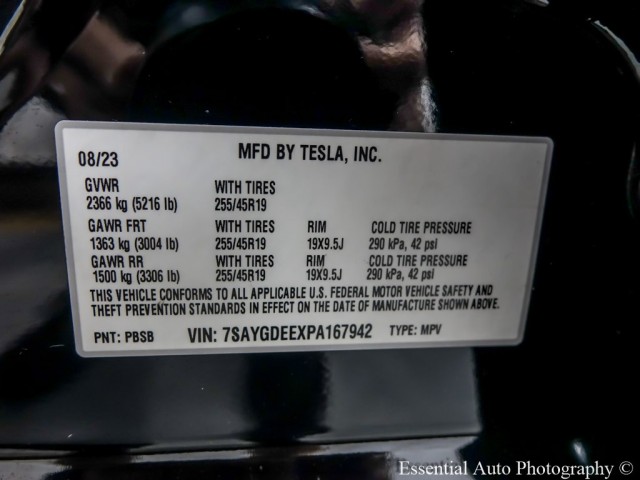 08/23 MFD BY TESLA, INC.
GVWR WITH TIRES
2366 kg (5216 lb) 255/45R19
GAWR FRT WITH TIRES RIM COLD TIRE PRESSURE
1363 kg (3004 lb) 255/45R19 19X9.5J 290 kPa, 42 psi
GAWR RR WITH TIRES RIM COLD TIRE PRESSURE
1500 kg (3306 lb) 255/45R19 19X9.5J 290 kPa, 42 psi
THIS VEHICLE CONFORMS TO ALL APPLICABLE U.S. FEDERAL MOTOR VEHICLE SAFETY AND
THEFT PREVENTION STANDARDS IN EFFECT ON THE DATE OF MANUFACTURE SHOWN ABOVE.
PNT: PBSB VIN: 7SAYGDEEXPA167942 TYPE: MPV
Essential Auto Photography ©